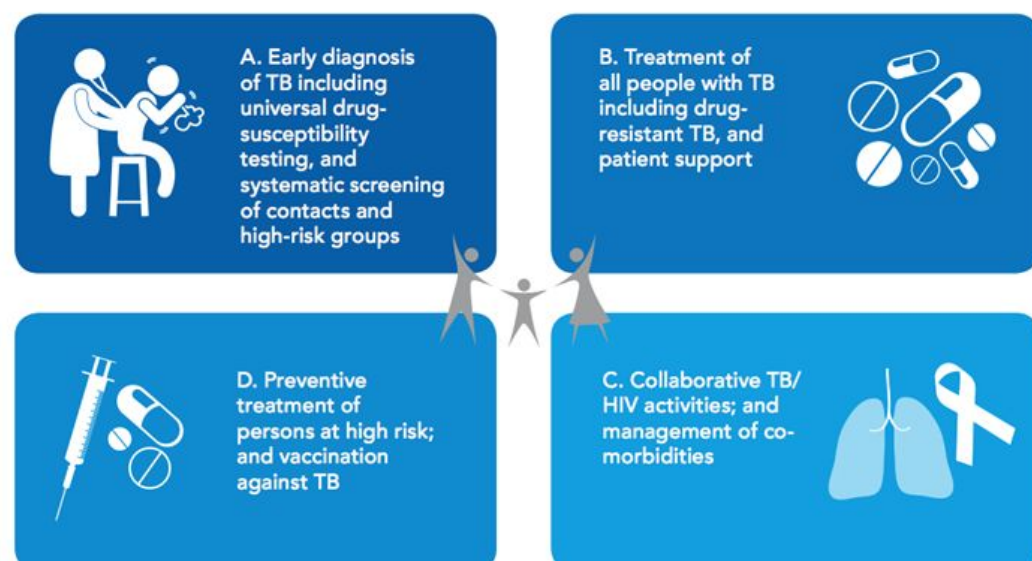 A. Early diagnosis
of TB including
universal drug-
susceptibility
testing, and
systematic screening
of contacts and
high-risk groups
B. Treatment of
all people with TB
including drug-
resistant TB, and
patient support
D. Preventive
treatment of
persons at high risk;
and vaccination
against TB
C. Collaborative TB/
HIV activities; and
management of co-
morbidities